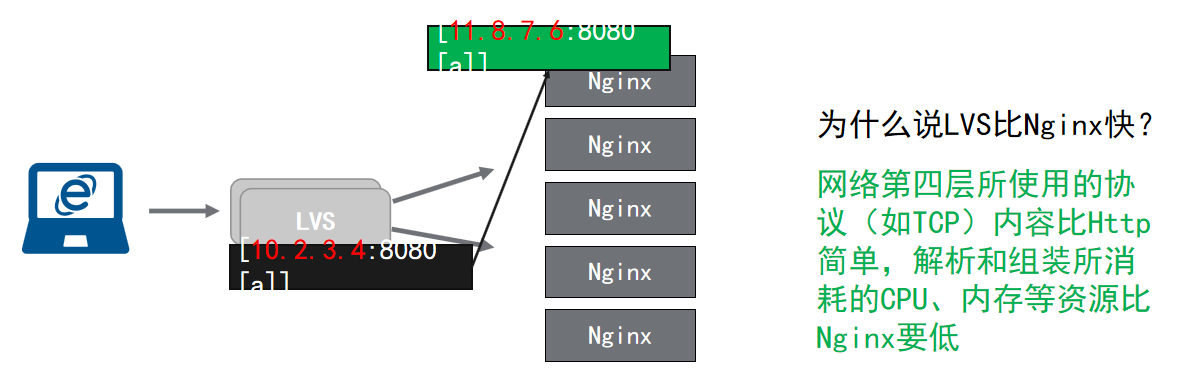 [11.8.7.6:8080
[a]]
Nginx
Nginx
Nginx
Nginx
Nginx
LVS
[10.2.3.4:8080
[a]]
为什么说LVS比Nginx快?
网络第四层所使用的协
议（如TCP）内容比Http
简单，解析和组装所消
耗的CPU、内存等资源比
Nginx要低